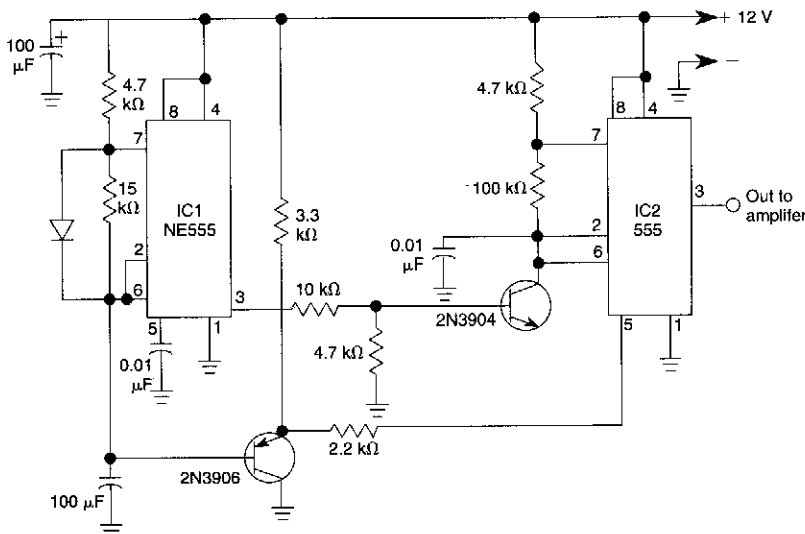 + 12 V
100
µF
+
−
4.7
kΩ
8
4
7
15
kΩ
IC1
NE555
2
6
3
5
1
0.01
µF
3.3
kΩ
10 kΩ
4.7 kΩ
2N3906
2.2 kΩ
100 µF
4.7
kΩ
8
4
7
100 kΩ
IC2
555
3
Out to
amplifer
2
6
0.01
µF
2N3904
5
1